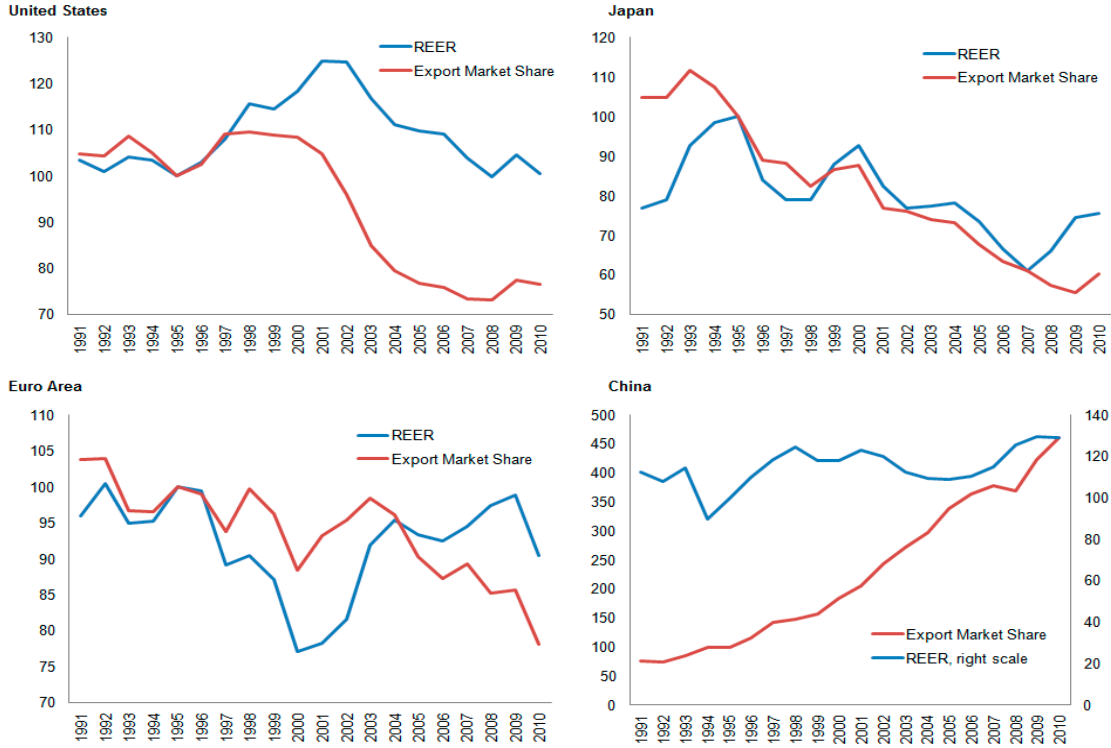 United States
130
120
110
100
90
80
70
REER
Export Market Share
1991 1992 1993 1994 1995 1996 1997 1998 1999 2000 2001 2002 2003 2004 2005 2006 2007 2008 2009 2010
Japan
120
110
100
90
80
70
60
50
REER
Export Market Share
1991 1992 1993 1994 1995 1996 1997 1998 1999 2000 2001 2002 2003 2004 2005 2006 2007 2008 2009 2010
Euro Area
110
105
100
95
90
85
80
75
70
REER
Export Market Share
1991 1992 1993 1994 1995 1996 1997 1998 1999 2000 2001 2002 2003 2004 2005 2006 2007 2008 2009 2010
China
500
450
400
350
300
250
200
150
100
50
0
140
120
100
80
60
40
20
0
Export Market Share
REER, right scale
1991 1992 1993 1994 1995 1996 1997 1998 1999 2000 2001 2002 2003 2004 2005 2006 2007 2008 2009 2010